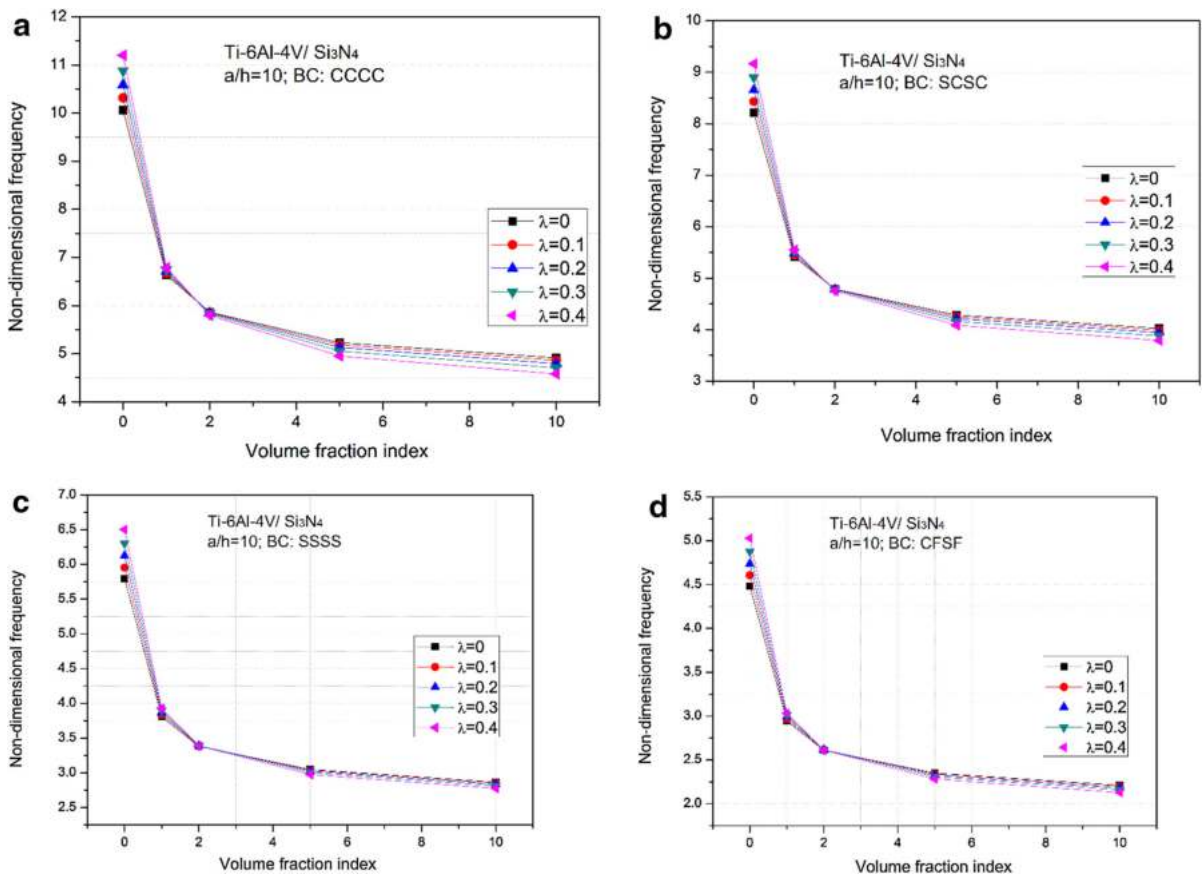 a
Ti-6Al-4V/ Si₃N₄
a/h=10; BC: CCCC
Non-dimensional frequency
12
11
10
9
8
7
6
5
4
λ=0
λ=0.1
λ=0.2
λ=0.3
λ=0.4
0 2 4 6 8 10
Volume fraction index
b
Ti-6Al-4V/ Si₃N₄
a/h=10; BC: SCSC
Non-dimensional frequency
10
9
8
7
6
5
4
3
λ=0
λ=0.1
λ=0.2
λ=0.3
λ=0.4
0 2 4 6 8 10
Volume fraction index
c
Ti-6Al-4V/ Si₃N₄
a/h=10; BC: SSSS
Non-dimensional frequency
7.0
6.5
6.0
5.5
5.0
4.5
4.0
3.5
3.0
2.5
λ=0
λ=0.1
λ=0.2
λ=0.3
λ=0.4
0 2 4 6 8 10
Volume fraction index
d
Ti-6Al-4V/ Si₃N₄
a/h=10; BC: CFSF
Non-dimensional frequency
5.5
5.0
4.5
4.0
3.5
3.0
2.5
2.0
λ=0
λ=0.1
λ=0.2
λ=0.3
λ=0.4
0 2 4 6 8 10
Volume fraction index